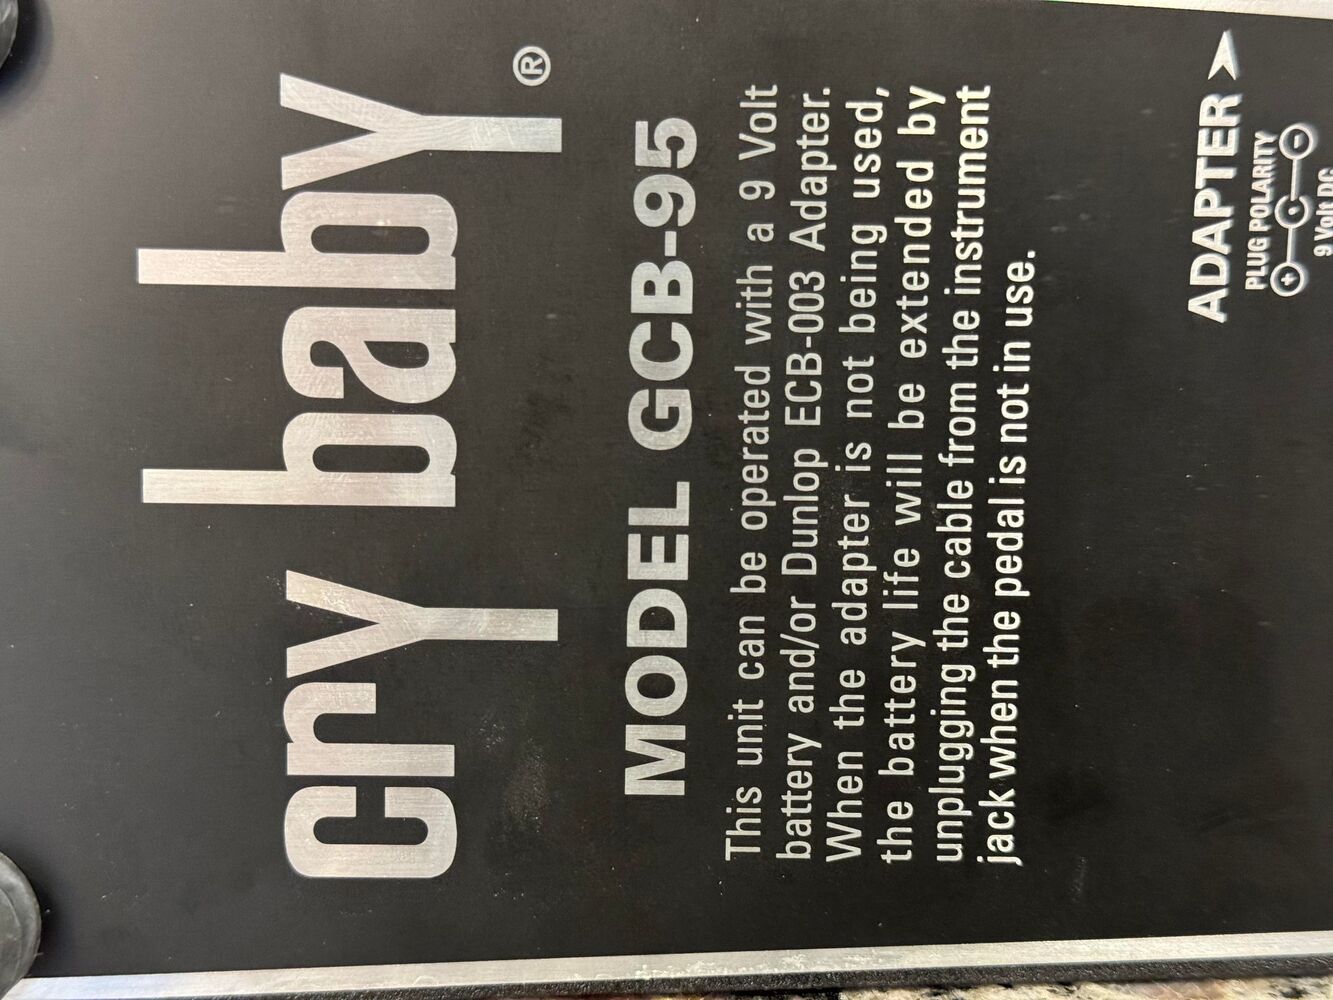 cry baby®
MODEL GCB-95
This unit can be operated with a 9 Volt
battery and/or Dunlop ECB-003 Adapter.
When the adapter is not being used,
the battery life will be extended by
unplugging the cable from the instrument
jack when the pedal is not in use.
ADAPTER ➤
PLUG POLARITY
+ -
9 Volt DC